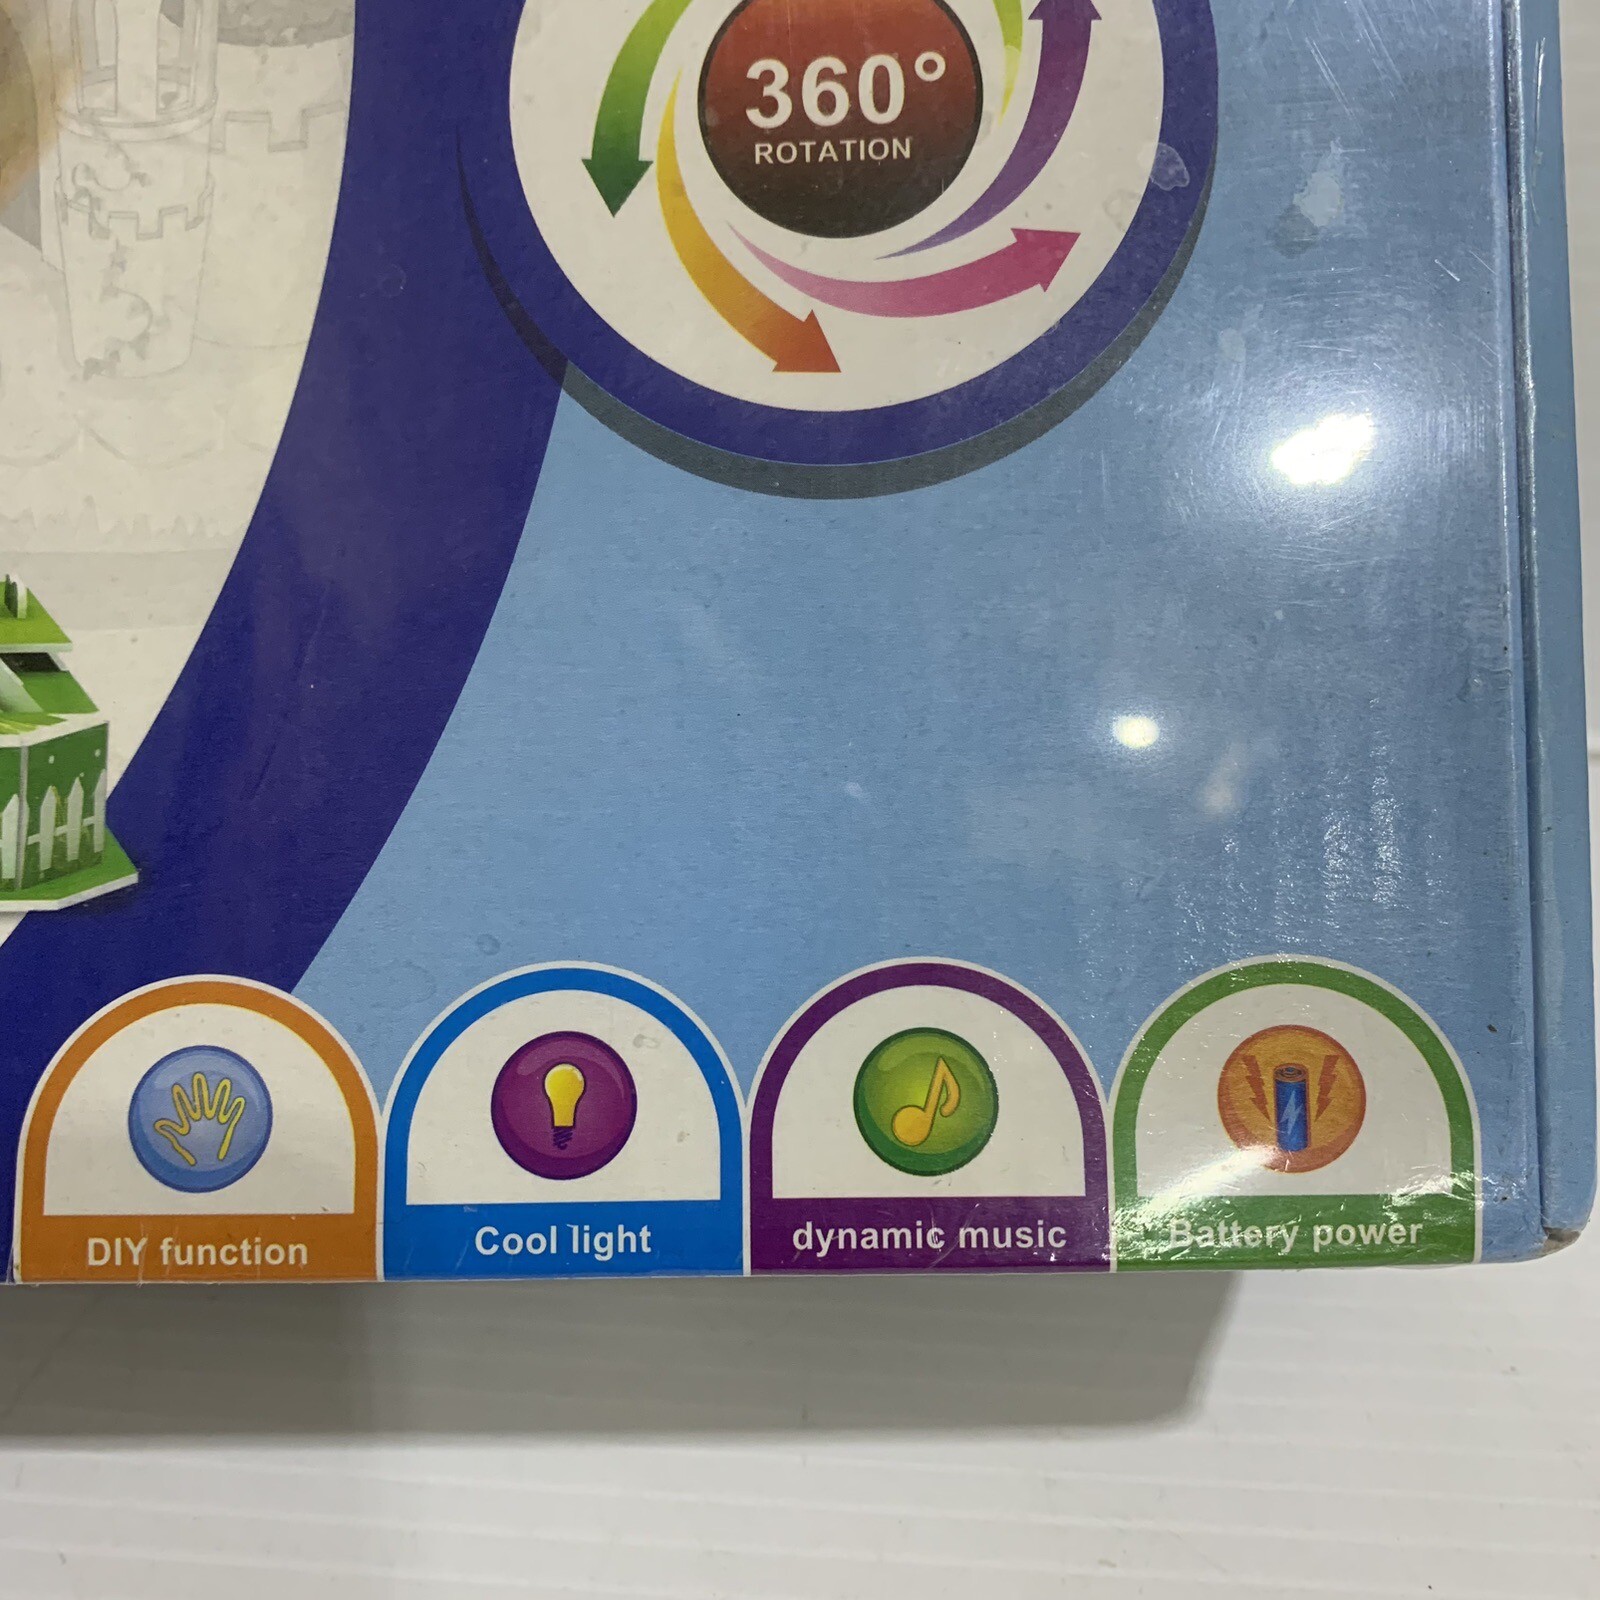 360°
ROTATION
DIY function
Cool light
dynamic music
Battery power